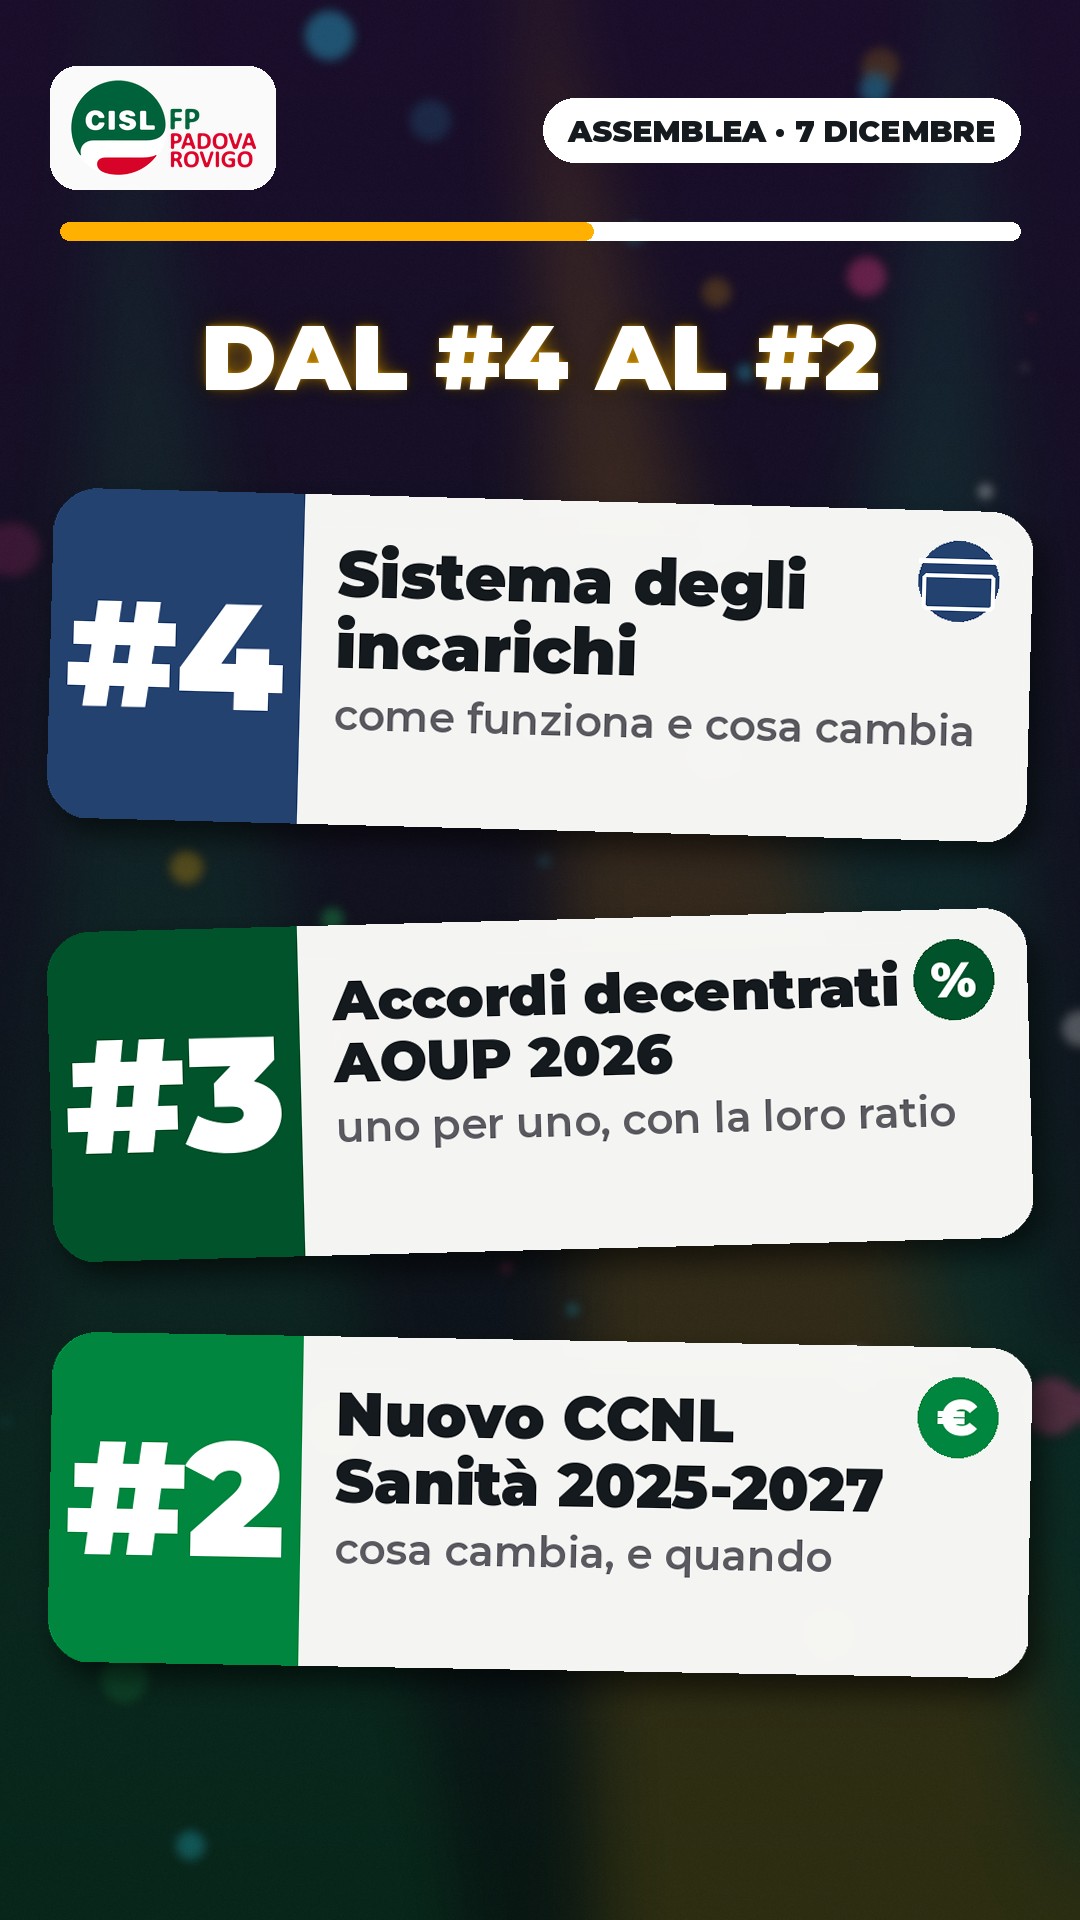 CISL FP
PADOVA
ROVIGO
ASSEMBLEA • 7 DICEMBRE
DAL #4 AL #2
#4
Sistema degli
incarichi
come funziona e cosa cambia
#3
Accordi decentrati %
AOUP 2026
uno per uno, con la loro ratio
#2
Nuovo CCNL €
Sanità 2025-2027
cosa cambia, e quando